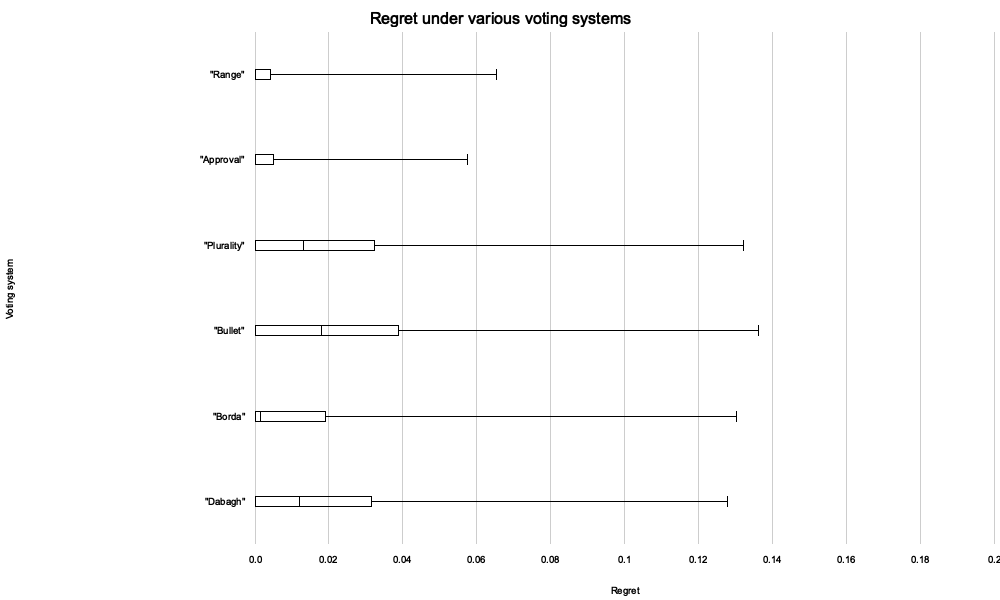 Regret under various voting systems
"Range"
"Approval"
"Plurality"
"Bullet"
"Borda"
"Dabagh"
Voting system
0.0 0.02 0.04 0.06 0.08 0.1 0.12 0.14 0.16 0.18 0.2
Regret